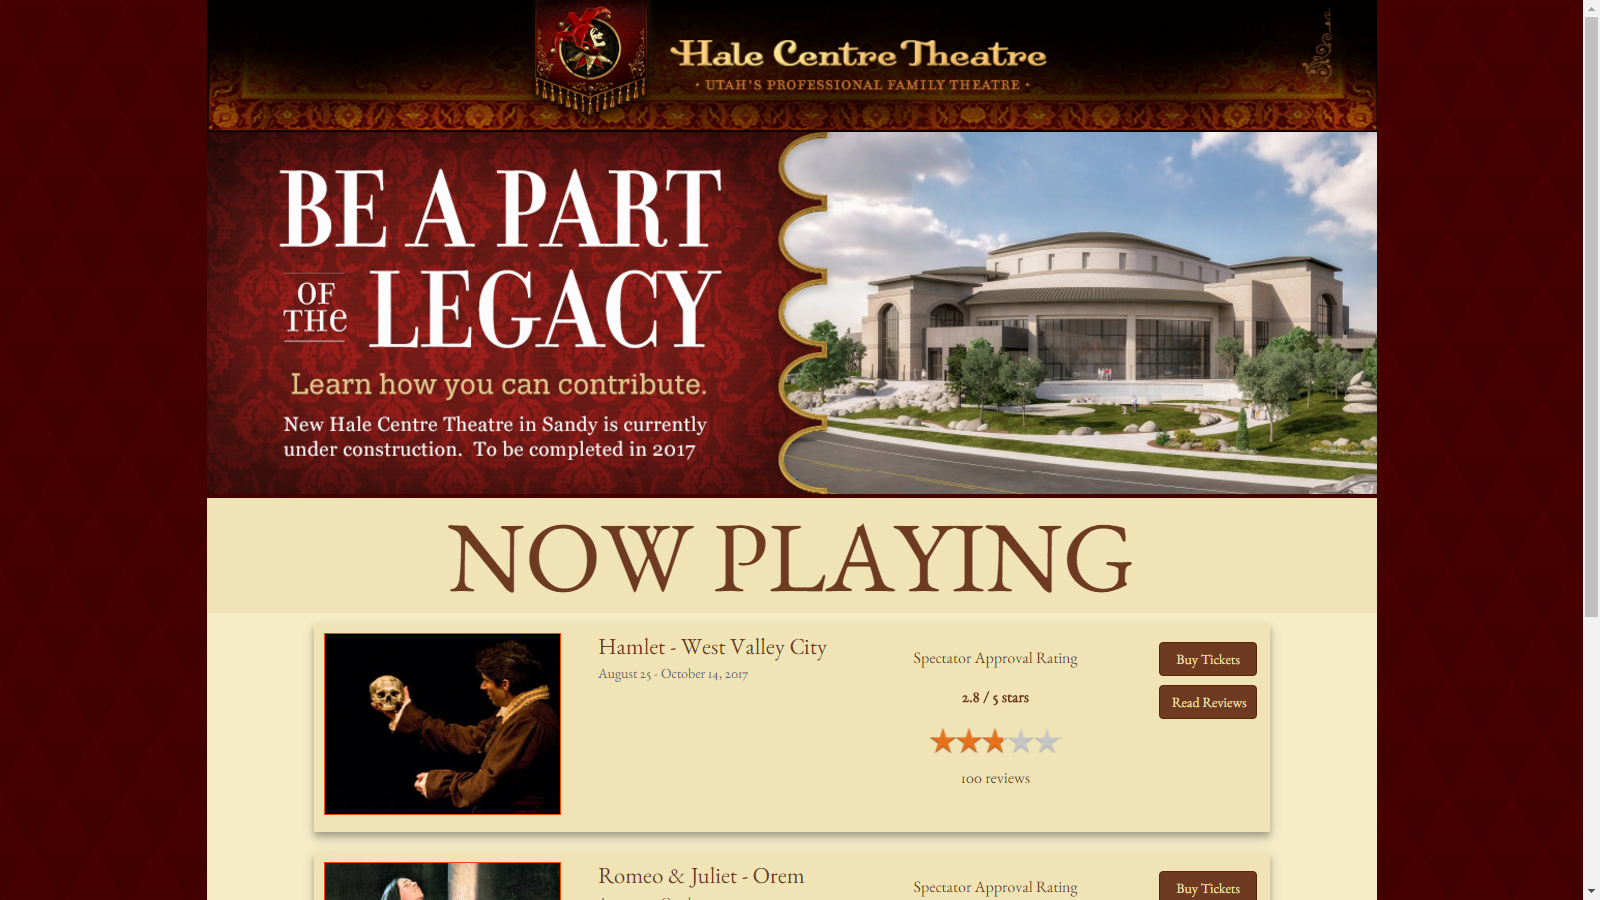 Hale Centre Theatre
· UTAH'S PROFESSIONAL FAMILY THEATRE ·
BE A PART
OF THe LEGACY
Learn how you can contribute.
New Hale Centre Theatre in Sandy is currently
under construction. To be completed in 2017
NOW PLAYING
Hamlet - West Valley City
August 25 - October 14, 2017
Spectator Approval Rating
2.8 / 5 stars
100 reviews
Buy Tickets
Read Reviews
Romeo & Juliet - Orem
Spectator Approval Rating
Buy Tickets